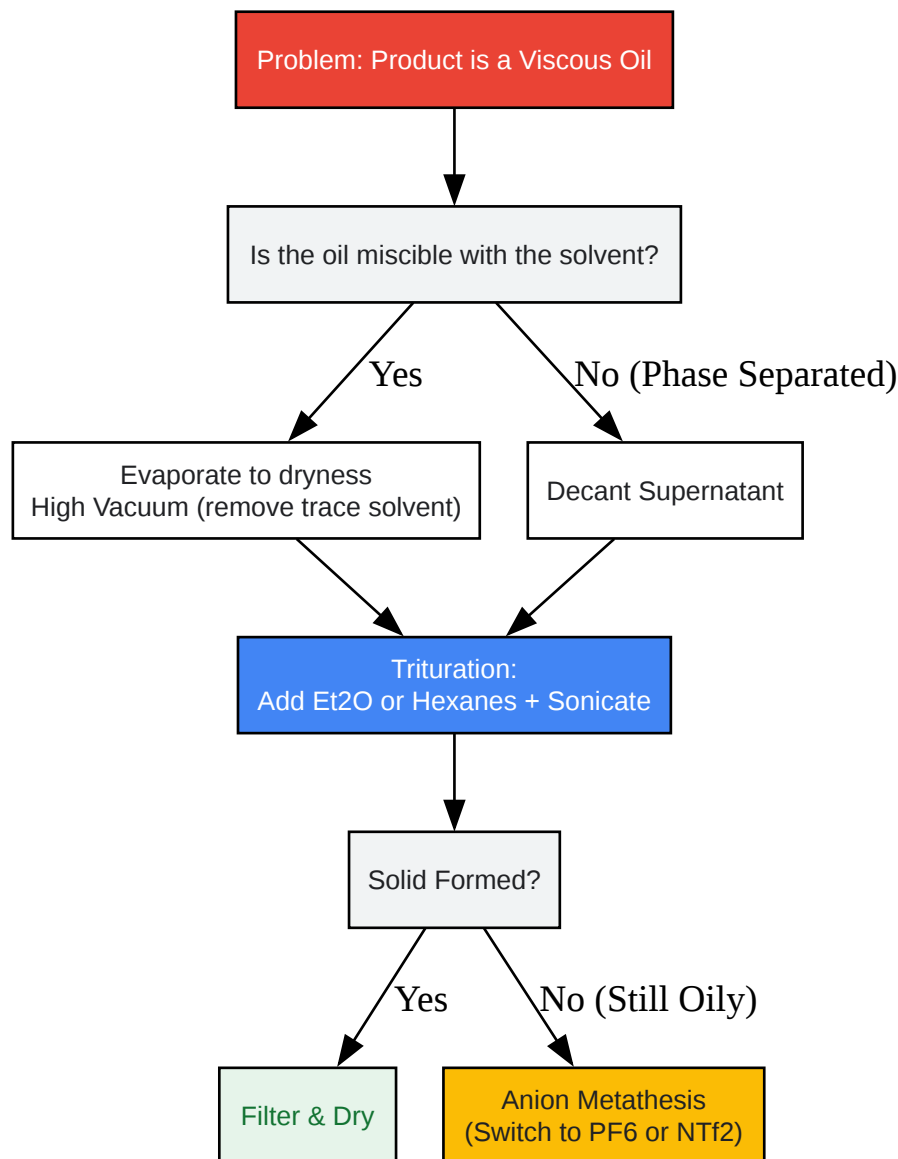 Problem: Product is a Viscous Oil
Is the oil miscible with the solvent?
Yes
No (Phase Separated)
Evaporate to dryness
High Vacuum (remove trace solvent)
Decant Supernatant
Trituration:
Add Et2O or Hexanes + Sonicate
Solid Formed?
Yes
No (Still Oily)
Filter & Dry
Anion Metathesis
(Switch to PF6 or NTf2)